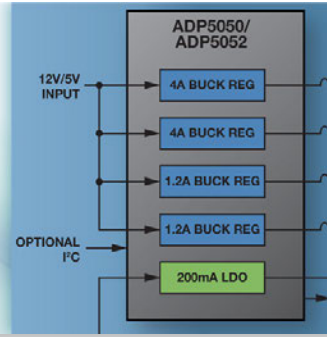 ADP5050/
ADP5052
12V/5V
INPUT
4A BUCK REG
4A BUCK REG
1.2A BUCK REG
1.2A BUCK REG
OPTIONAL
I²C
200mA LDO